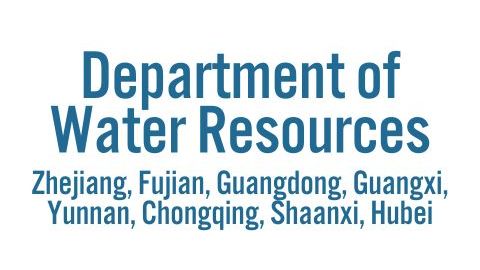 Department of
Water Resources
Zhejiang, Fujian, Guangdong, Guangxi,
Yunnan, Chongqing, Shaanxi, Hubei